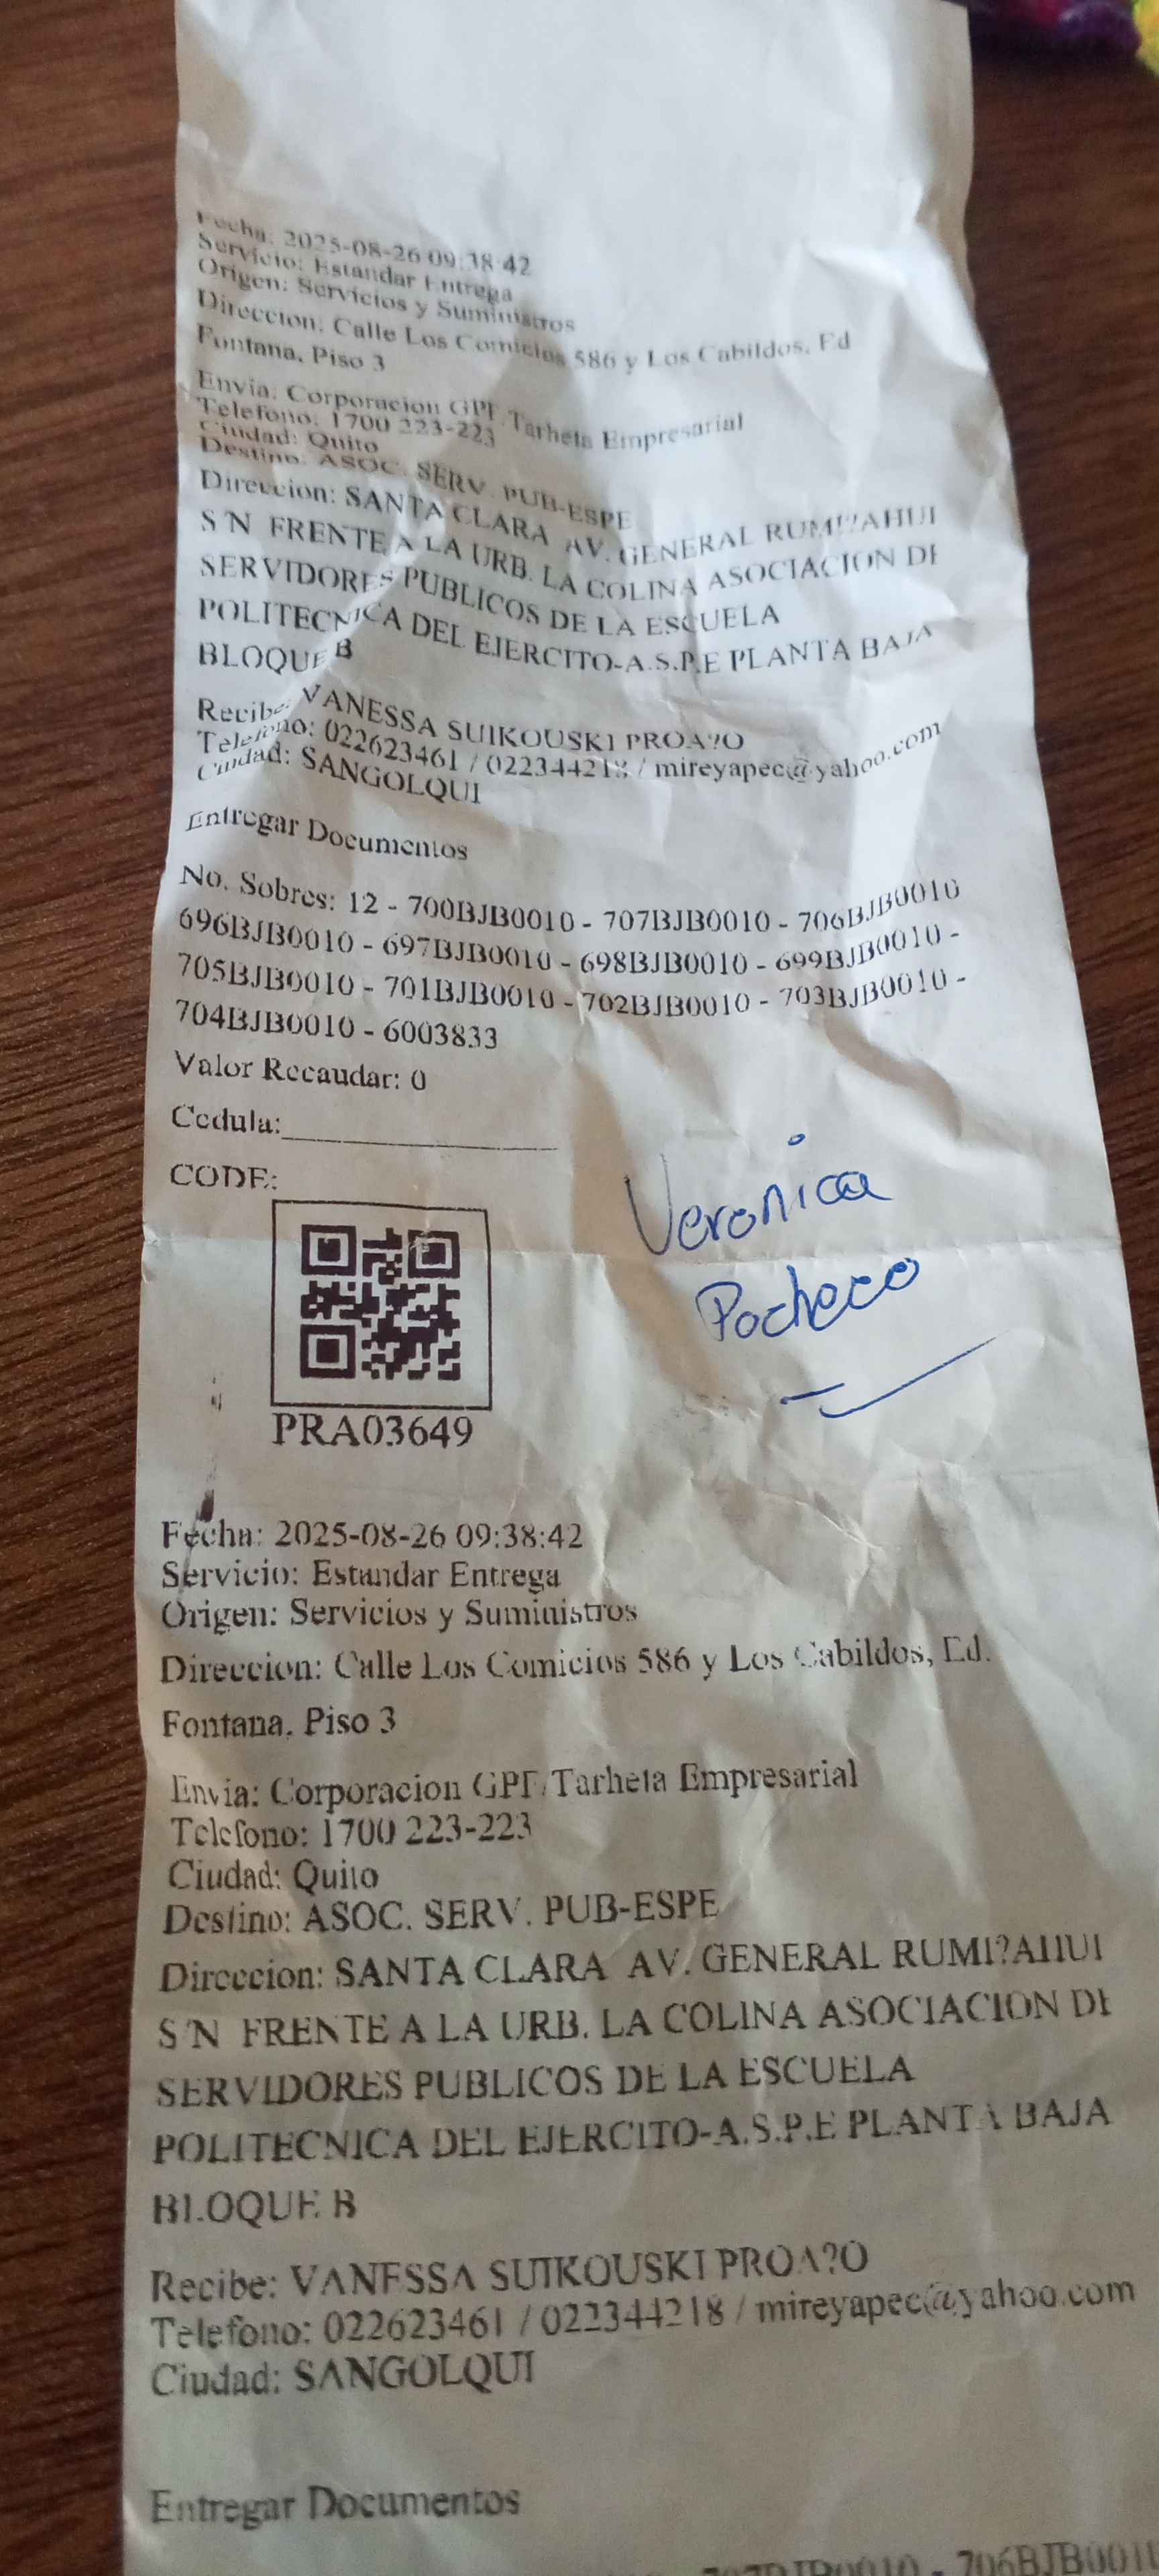 Fecha: 2025-08-26 09:38:42
Servicio: Estandar Entrega
Origen: Servicios y Suministros
Direccion: Calle Los Comicios 586 y Los Cabildos, Ed
Fontana, Piso 3
Envia: Corporacion GPF/Tarheta Empresarial
Telefono: 1700 223-223
Ciudad: Quito
Destino: ASOC. SERV. PUB-ESPE
Direccion: SANTA CLARA AV. GENERAL RUMI?AHUI
S/N FRENTE A LA URB. LA COLINA ASOCIACION DE
SERVIDORES PUBLICOS DE LA ESCUELA
POLITECNICA DEL EJERCITO-A.S.P.E PLANTA BAJA
BLOQUE B
Recibe: VANESSA SUIKOUSKI PROA?O
Telefono: 022623461 / 022344218 / mireyapec@yahoo.com
Ciudad: SANGOLQUI
Entregar Documentos
No. Sobres: 12 - 700BJB0010 - 707BJB0010 - 706BJB0010
696BJB0010 - 697BJB0010 - 698BJB0010 - 699BJB0010 -
705BJB0010 - 701BJB0010 - 702BJB0010 - 703BJB0010 -
704BJB0010 - 6003833
Valor Recaudar: 0
Cedula:
CODE:
Veronica
Pacheco
PRA03649
Fecha: 2025-08-26 09:38:42
Servicio: Estandar Entrega
Origen: Servicios y Suministros
Direccion: Calle Los Comicios 586 y Los Cabildos, Ed.
Fontana, Piso 3
Envia: Corporacion GPF/Tarheta Empresarial
Telefono: 1700 223-223
Ciudad: Quito
Destino: ASOC. SERV. PUB-ESPE
Direccion: SANTA CLARA AV. GENERAL RUMI?AHUI
S/N FRENTE A LA URB. LA COLINA ASOCIACION DE
SERVIDORES PUBLICOS DE LA ESCUELA
POLITECNICA DEL EJERCITO-A.S.P.E PLANTA BAJA
BLOQUE B
Recibe: VANESSA SUIKOUSKI PROA?O
Telefono: 022623461 / 022344218 / mireyapec@yahoo.com
Ciudad: SANGOLQUI
Entregar Documentos